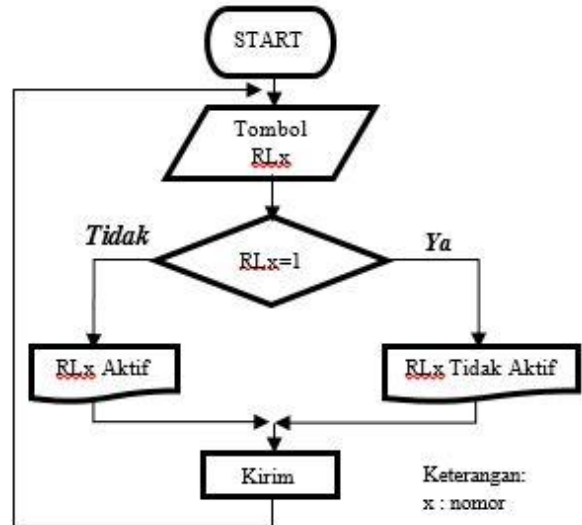 START
Tombol
RLx
Tidak
RLx=1
Ya
RLx Aktif
RLx Tidak Aktif
Kirim
Keterangan:
x : nomor